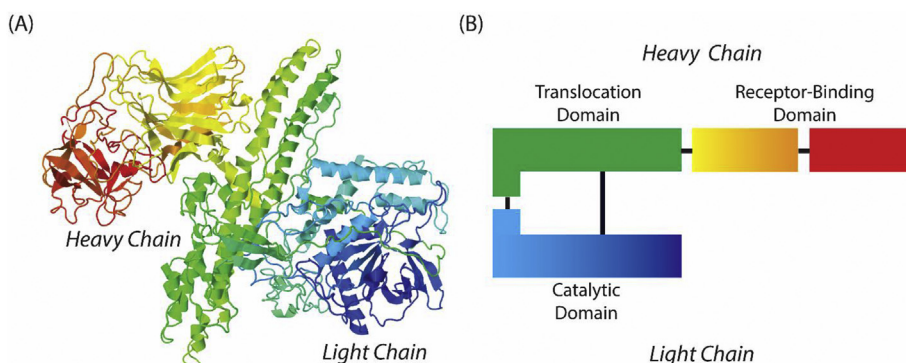 (A)
Heavy Chain
Light Chain
(B)
Heavy Chain
Translocation
Domain
Receptor-Binding
Domain
Catalytic
Domain
Light Chain